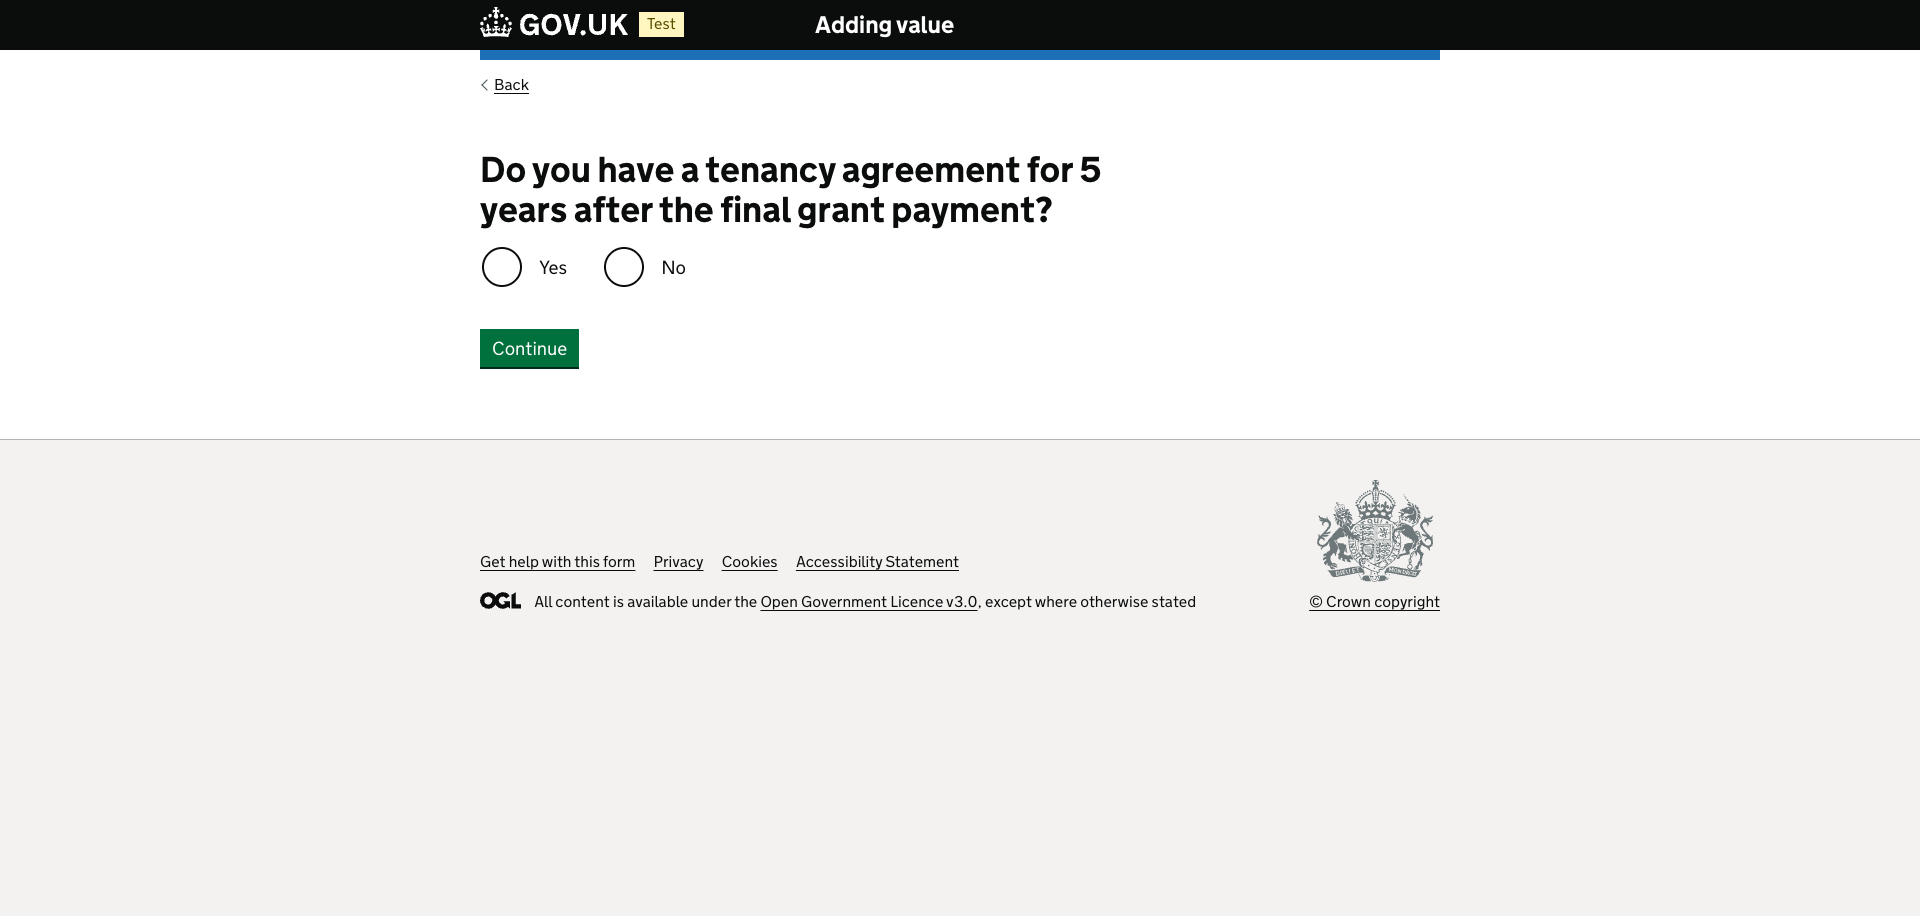 GOV.UK Test Adding value
Back
Do you have a tenancy agreement for 5
years after the final grant payment?
Yes No
Continue
Get help with this form Privacy Cookies Accessibility Statement
OGL All content is available under the Open Government Licence v3.0, except where otherwise stated
© Crown copyright